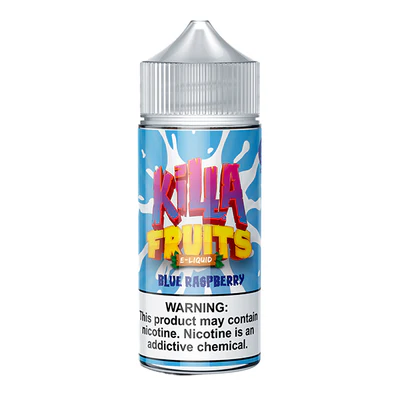 KiLLA
FRUiTS
E-LIQUID
BLUE RASPBERRY
WARNING:
This product may contain
nicotine. Nicotine is an
addictive chemical.